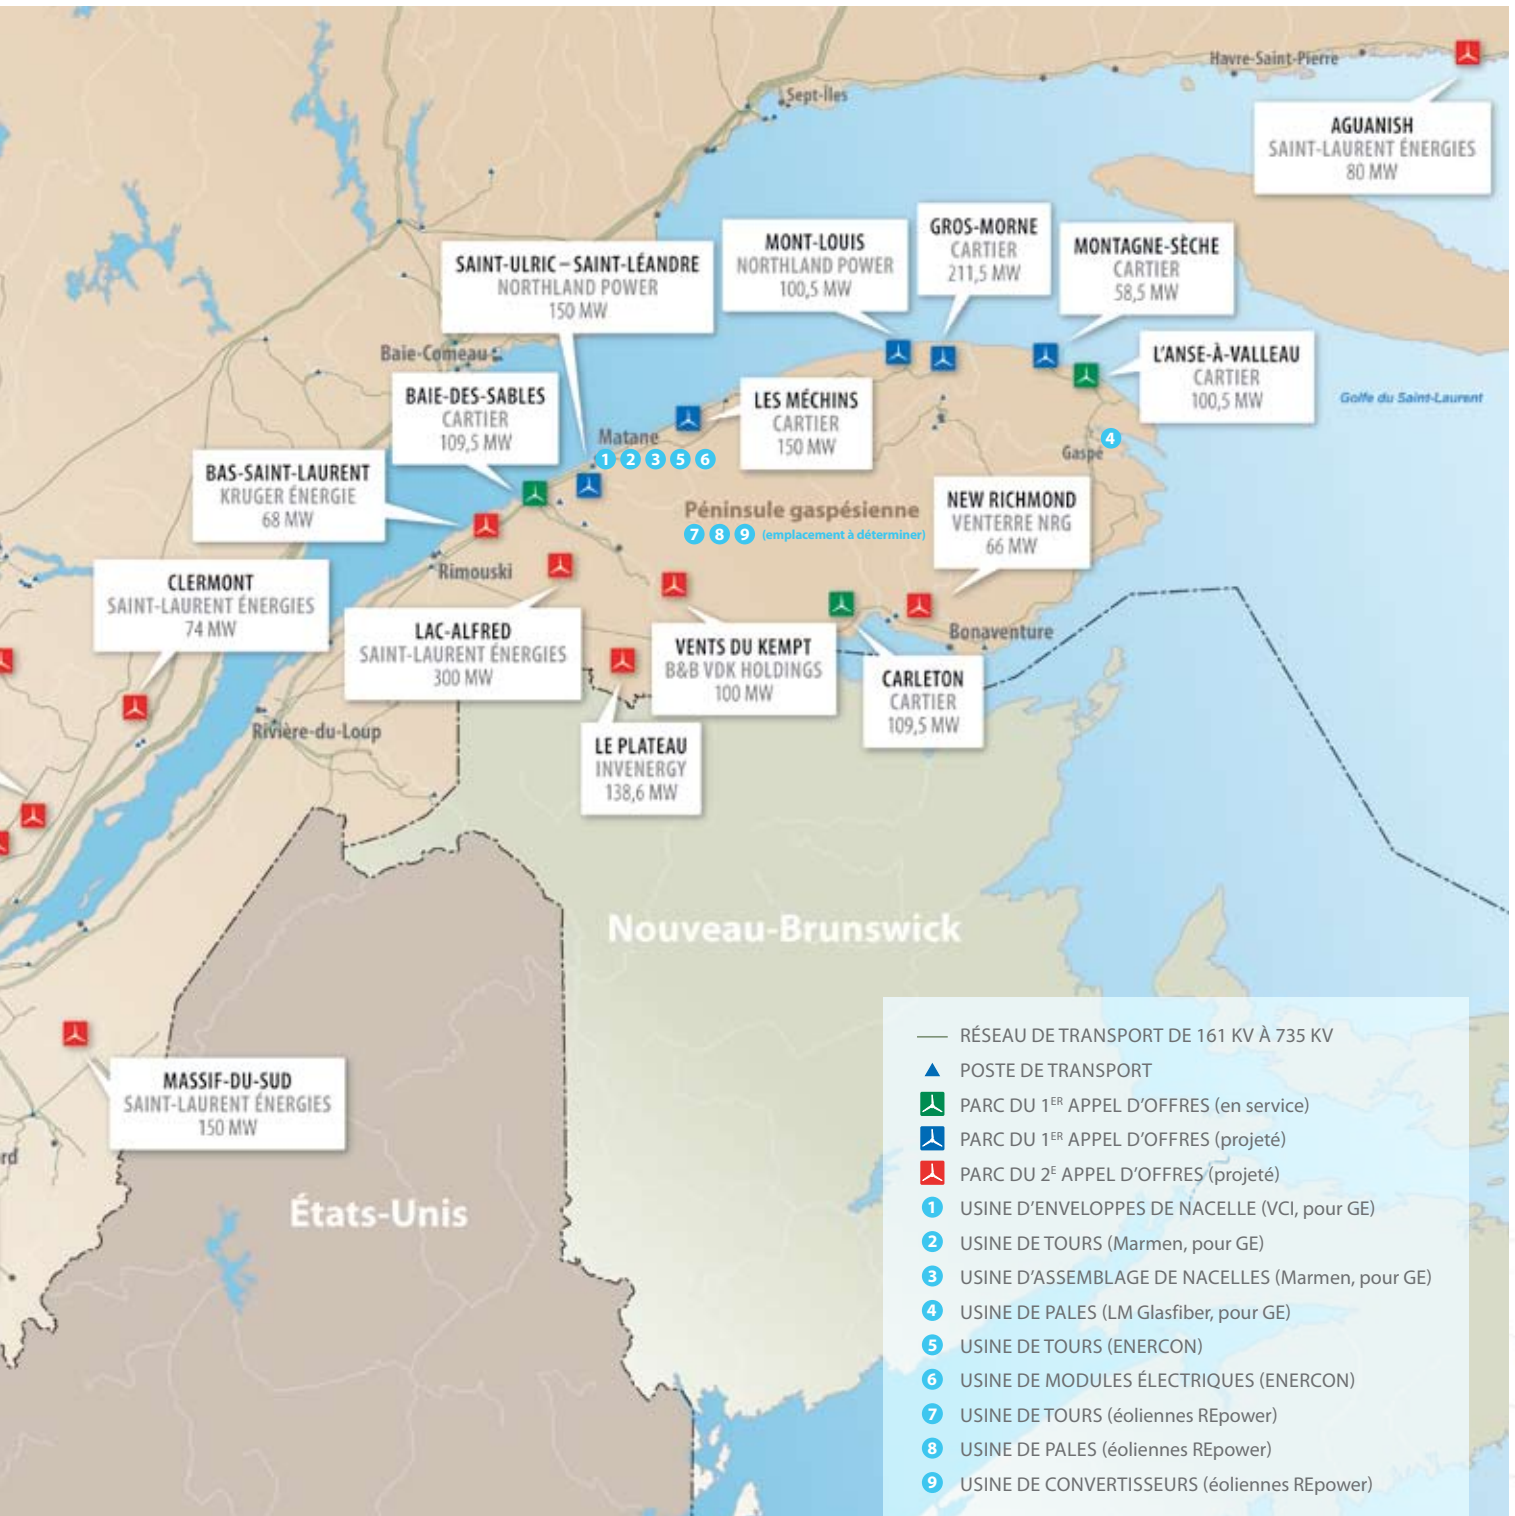 Havre-Saint-Pierre
Sept-Îles
AGUANISH
SAINT-LAURENT ÉNERGIES
80 MW
GROS-MORNE
CARTIER
211,5 MW
MONT-LOUIS
NORTHLAND POWER
100,5 MW
MONTAGNE-SÈCHE
CARTIER
58,5 MW
SAINT-ULRIC – SAINT-LÉANDRE
NORTHLAND POWER
150 MW
Baie-Comeau
L'ANSE-À-VALLEAU
CARTIER
100,5 MW
Golfe du Saint-Laurent
BAIE-DES-SABLES
CARTIER
109,5 MW
LES MÉCHINS
CARTIER
150 MW
Matane
1 2 3 5 6
4
Gaspé
BAS-SAINT-LAURENT
KRUGER ÉNERGIE
68 MW
Péninsule gaspésienne
7 8 9 (emplacement à déterminer)
NEW RICHMOND
VENTERRE NRG
66 MW
Rimouski
CLERMONT
SAINT-LAURENT ÉNERGIES
74 MW
LAC-ALFRED
SAINT-LAURENT ÉNERGIES
300 MW
VENTS DU KEMPT
B&B VDK HOLDINGS
100 MW
Bonaventure
CARLETON
CARTIER
109,5 MW
Rivière-du-Loup
LE PLATEAU
INVENERGY
138,6 MW
Nouveau-Brunswick
MASSIF-DU-SUD
SAINT-LAURENT ÉNERGIES
150 MW
rd
États-Unis
RÉSEAU DE TRANSPORT DE 161 KV À 735 KV
POSTE DE TRANSPORT
PARC DU 1ER APPEL D'OFFRES (en service)
PARC DU 1ER APPEL D'OFFRES (projeté)
PARC DU 2E APPEL D'OFFRES (projeté)
1 USINE D'ENVELOPPES DE NACELLE (VCI, pour GE)
2 USINE DE TOURS (Marmen, pour GE)
3 USINE D'ASSEMBLAGE DE NACELLES (Marmen, pour GE)
4 USINE DE PALES (LM Glasfiber, pour GE)
5 USINE DE TOURS (ENERCON)
6 USINE DE MODULES ÉLECTRIQUES (ENERCON)
7 USINE DE TOURS (éoliennes REpower)
8 USINE DE PALES (éoliennes REpower)
9 USINE DE CONVERTISSEURS (éoliennes REpower)